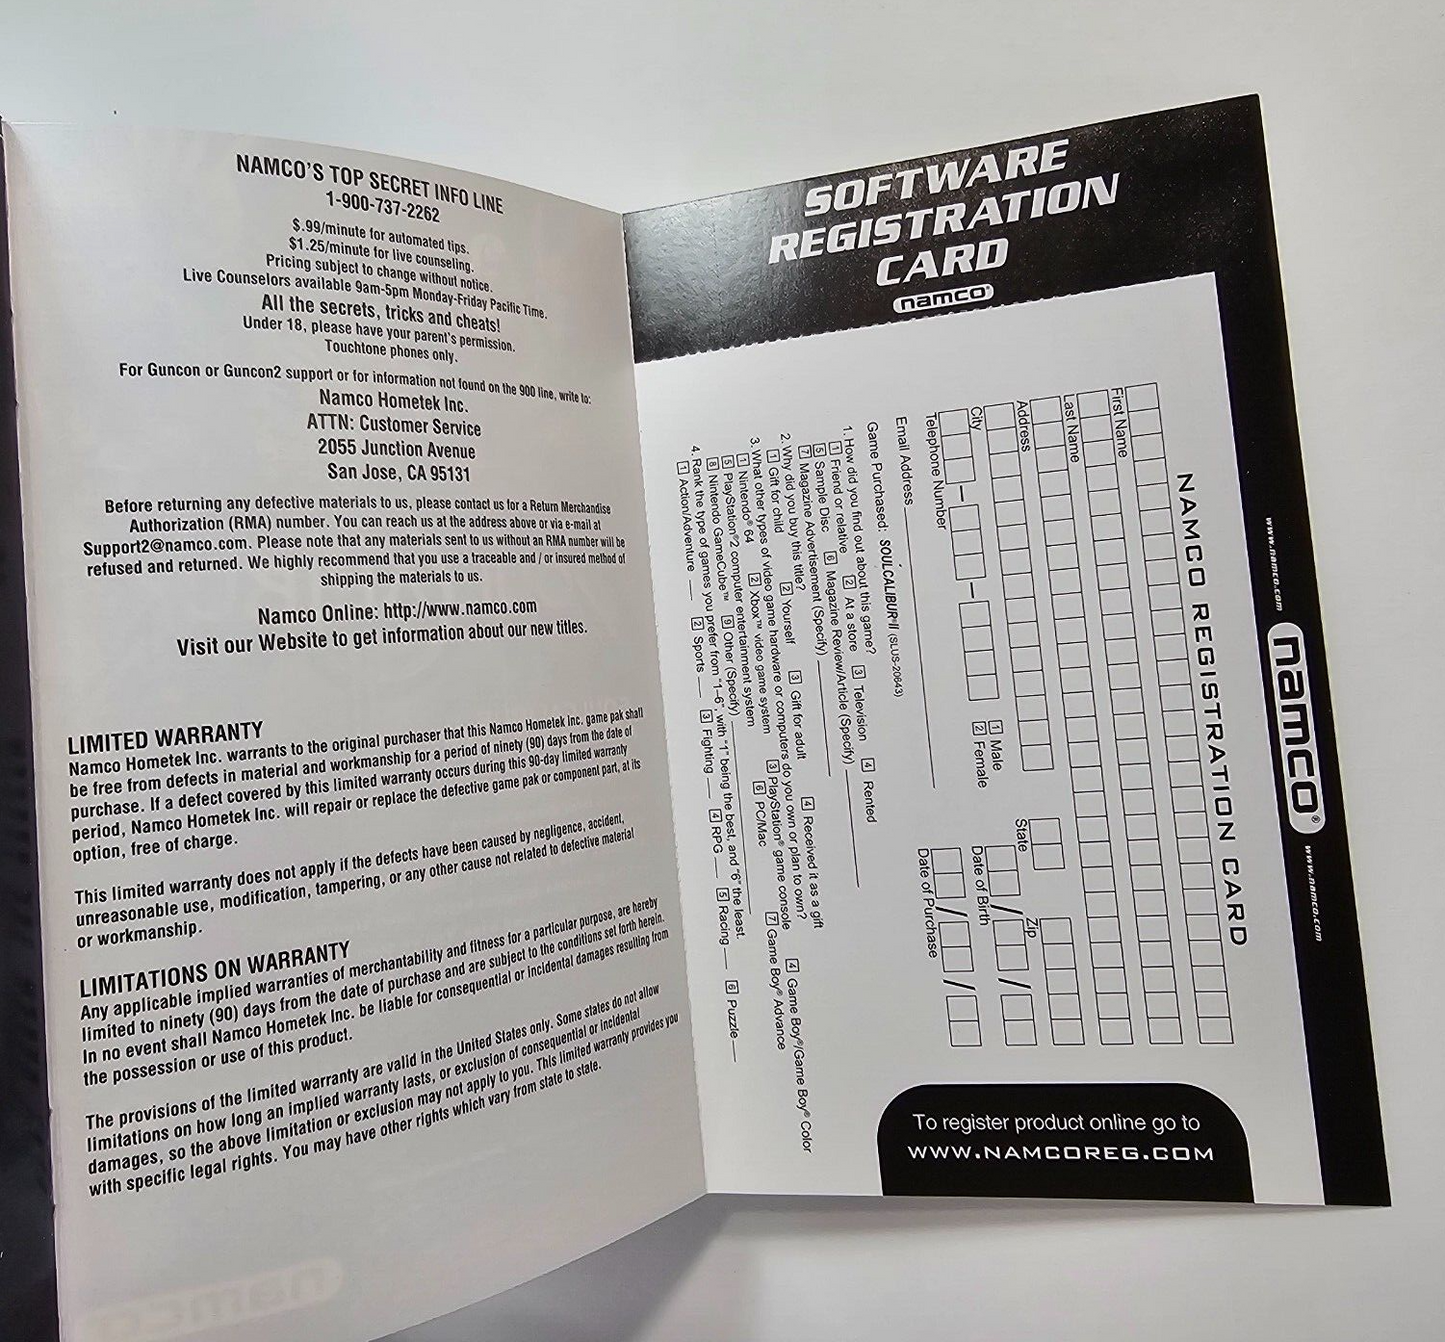 NAMCO'S TOP SECRET INFO LINE
1-900-737-2262
$.99/minute for automated tips.
$1.25/minute for live counseling.
Pricing subject to change without notice.
Live Counselors available 9am-5pm Monday-Friday Pacific Time.
All the secrets, tricks and cheats!
Under 18, please have your parent's permission.
Touchtone phones only.
For Guncon or Guncon2 support or for information not found on the 900 line, write to:
Namco Hometek Inc.
ATTN: Customer Service
2055 Junction Avenue
San Jose, CA 95131
Before returning any defective materials to us, please contact us for a Return Merchandise
Authorization (RMA) number. You can reach us at the address above or via e-mail at
Support2@namco.com. Please note that any materials sent to us without an RMA number will be
refused and returned. We highly recommend that you use a traceable and / or insured method of
shipping the materials to us.
Namco Online: http://www.namco.com
Visit our Website to get information about our new titles.
LIMITED WARRANTY
Namco Hometek Inc. warrants to the original purchaser that this Namco Hometek Inc. game pak shall
be free from defects in material and workmanship for a period of ninety (90) days from the date of
purchase. If a defect covered by this limited warranty occurs during this 90-day limited warranty
period, Namco Hometek Inc. will repair or replace the defective game pak or component part, at its
option, free of charge.
This limited warranty does not apply if the defects have been caused by negligence, accident,
unreasonable use, modification, tampering, or any other cause not related to defective material
or workmanship.
LIMITATIONS ON WARRANTY
Any applicable implied warranties of merchantability and fitness for a particular purpose, are hereby
limited to ninety (90) days from the date of purchase and are subject to the conditions set forth herein.
In no event shall Namco Hometek Inc. be liable for consequential or incidental damages resulting from
the possession or use of this product.
The provisions of the limited warranty are valid in the United States only. Some states do not allow
limitations on how long an implied warranty lasts, or exclusion of consequential or incidental
damages, so the above limitation or exclusion may not apply to you. This limited warranty provides you
with specific legal rights. You may have other rights which vary from state to state.
namco
SOFTWARE
REGISTRATION
CARD
namco®
www.namco.com namco® www.namco.com
NAMCO REGISTRATION CARD
First Name
Last Name
Address
State Zip
City
Date of Birth
Telephone Number
1 Male
2 Female
Date of Purchase
Email Address
Game Purchased: SOULCALIBUR®II (SLUS-20643)
1. How did you find out about this game?
1 Friend or relative 2 At a store 3 Television 4 Rented
5 Sample Disc 6 Magazine Review/Article (Specify)
7 Magazine Advertisement (Specify)
2. Why did you buy this title?
1 Gift for child 2 Yourself 3 Gift for adult 4 Received it as a gift
3. What other types of video game hardware or computers do you own or plan to own?
1 Nintendo® 64 2 Xbox™ video game system 3 PlayStation® game console 4 Game Boy®/Game Boy® Color
5 PlayStation®2 computer entertainment system 6 PC/Mac 7 Game Boy® Advance
8 Nintendo GameCube™ 9 Other (Specify)
4. Rank the type of games you prefer from "1–6", with "1" being the best, and "6" the least.
1 Action/Adventure 2 Sports 3 Fighting 4 RPG 5 Racing 6 Puzzle
To register product online go to
WWW.NAMCOREG.COM